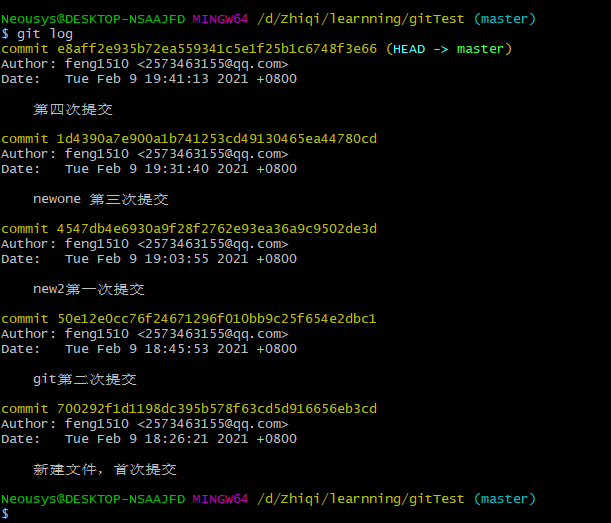 Neousys@DESKTOP-NSAAJFD MINGW64 /d/Zhiqi/learnning/gitTest (master)
$ git log
commit e8aff2e935b72ea559341c5e1f25b1c6748f3e66 (HEAD -> master)
Author: feng1510 <2573463155@qq.com>
Date:   Tue Feb 9 19:41:13 2021 +0800
第四次提交
commit 1d4390a7e900a1b741253cd49130465ea44780cd
Author: feng1510 <2573463155@qq.com>
Date:   Tue Feb 9 19:31:40 2021 +0800
newone 第三次提交
commit 4547db4e6930a9f28f2762e93ea36a9c9502de3d
Author: feng1510 <2573463155@qq.com>
Date:   Tue Feb 9 19:03:55 2021 +0800
new2第一次提交
commit 50e12e0cc76f24671296f010bb9c25f654e2dbc1
Author: feng1510 <2573463155@qq.com>
Date:   Tue Feb 9 18:45:53 2021 +0800
git第二次提交
commit 700292f1d1198dc395b578f63cd5d916656eb3cd
Author: feng1510 <2573463155@qq.com>
Date:   Tue Feb 9 18:26:21 2021 +0800
新建文件，首次提交
Neousys@DESKTOP-NSAAJFD MINGW64 /d/Zhiqi/learnning/gitTest (master)
$